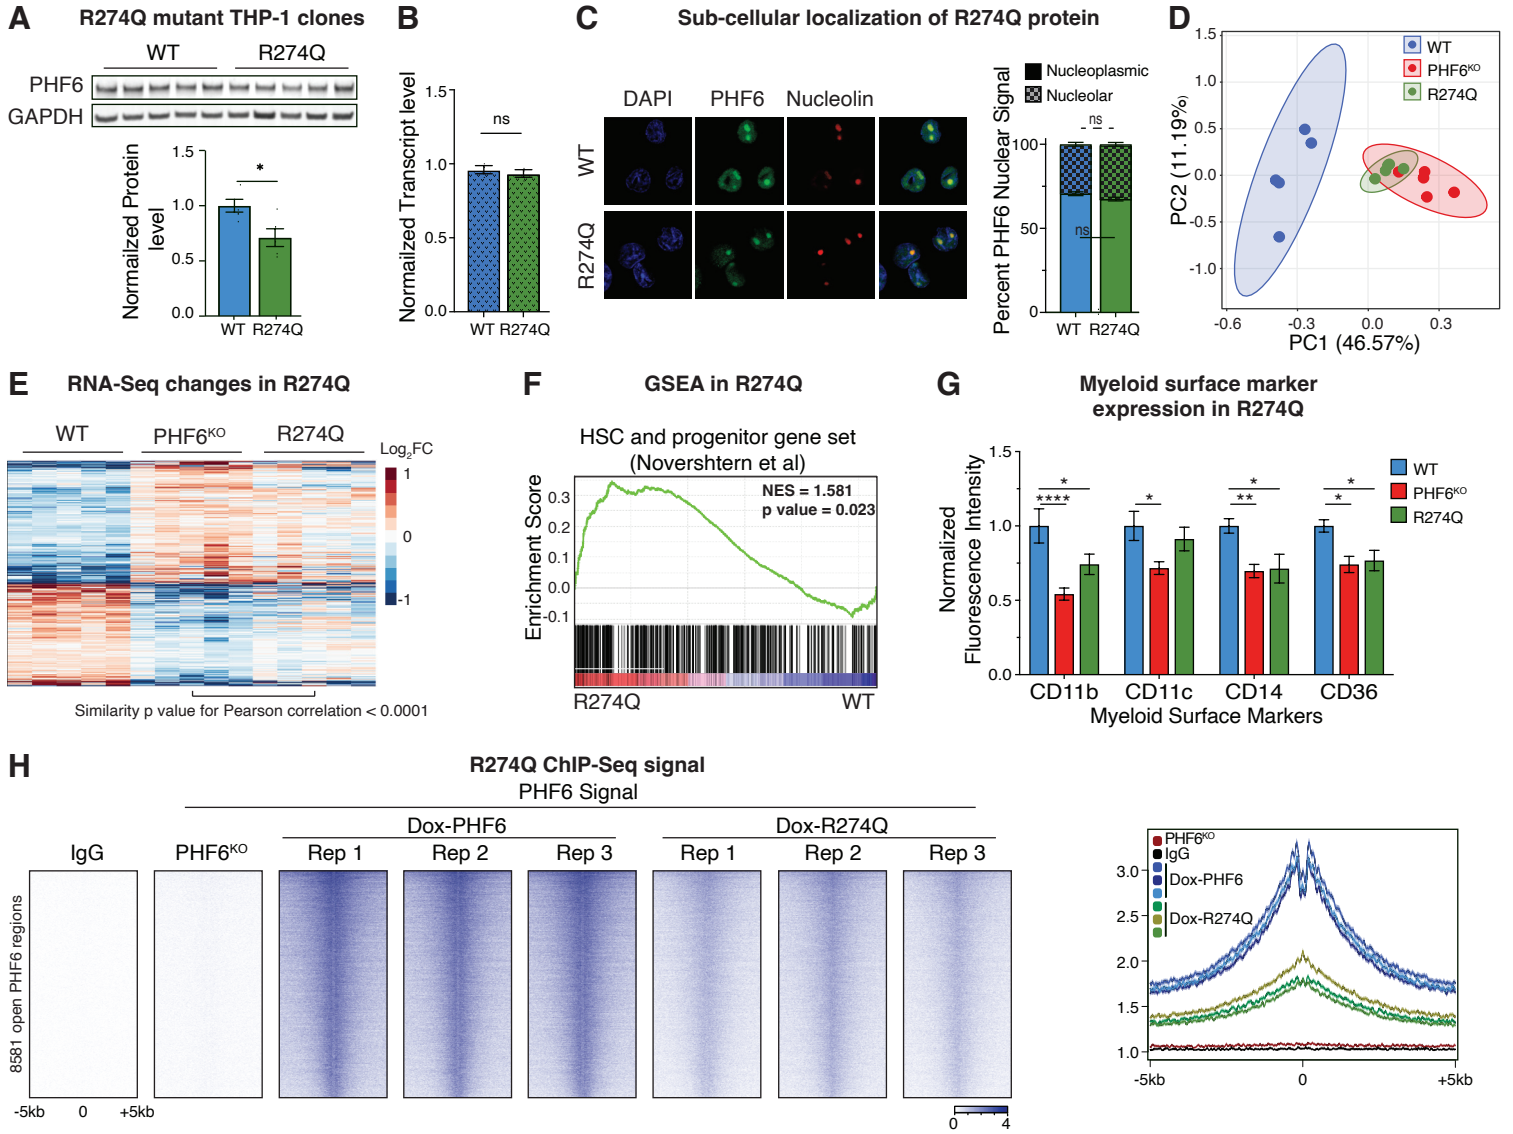 A
R274Q mutant THP-1 clones
WT
R274Q
PHF6
GAPDH
Normalized Protein
level
1.5
1.0
0.5
0.0
*
WT
R274Q
B
Normalized Transcript level
1.5
1.0
0.5
0.0
ns
WT
R274Q
C
Sub-cellular localization of R274Q protein
DAPI
PHF6
Nucleolin
WT
R274Q
Nucleoplasmic
Nucleolar
Percent PHF6 Nuclear Signal
ns
100
50
0
ns
WT
R274Q
D
PC2 (11.19%)
1.5
1.0
0.5
0.0
-0.5
-1.0
WT
PHF6KO
R274Q
-0.6
-0.3
0.0
0.3
PC1 (46.57%)
E
RNA-Seq changes in R274Q
WT
PHF6KO
R274Q
Log2FC
1
0
-1
Similarity p value for Pearson correlation < 0.0001
F
GSEA in R274Q
HSC and progenitor gene set
(Novershtern et al)
Enrichment Score
0.3
0.2
0.1
0.0
-0.1
NES = 1.581
p value = 0.023
R274Q
WT
G
Myeloid surface marker
expression in R274Q
Normalized
Fluorescence Intensity
1.5
1.0
0.5
0.0
*
****
*
*
**
*
*
WT
PHF6KO
R274Q
CD11b
CD11c
CD14
CD36
Myeloid Surface Markers
H
R274Q ChIP-Seq signal
PHF6 Signal
Dox-PHF6
Dox-R274Q
IgG
PHF6KO
Rep 1
Rep 2
Rep 3
Rep 1
Rep 2
Rep 3
8581 open PHF6 regions
-5kb
0
+5kb
0
4
PHF6KO
IgG
Dox-PHF6
Dox-R274Q
3.0
2.5
2.0
1.5
1.0
-5kb
0
+5kb